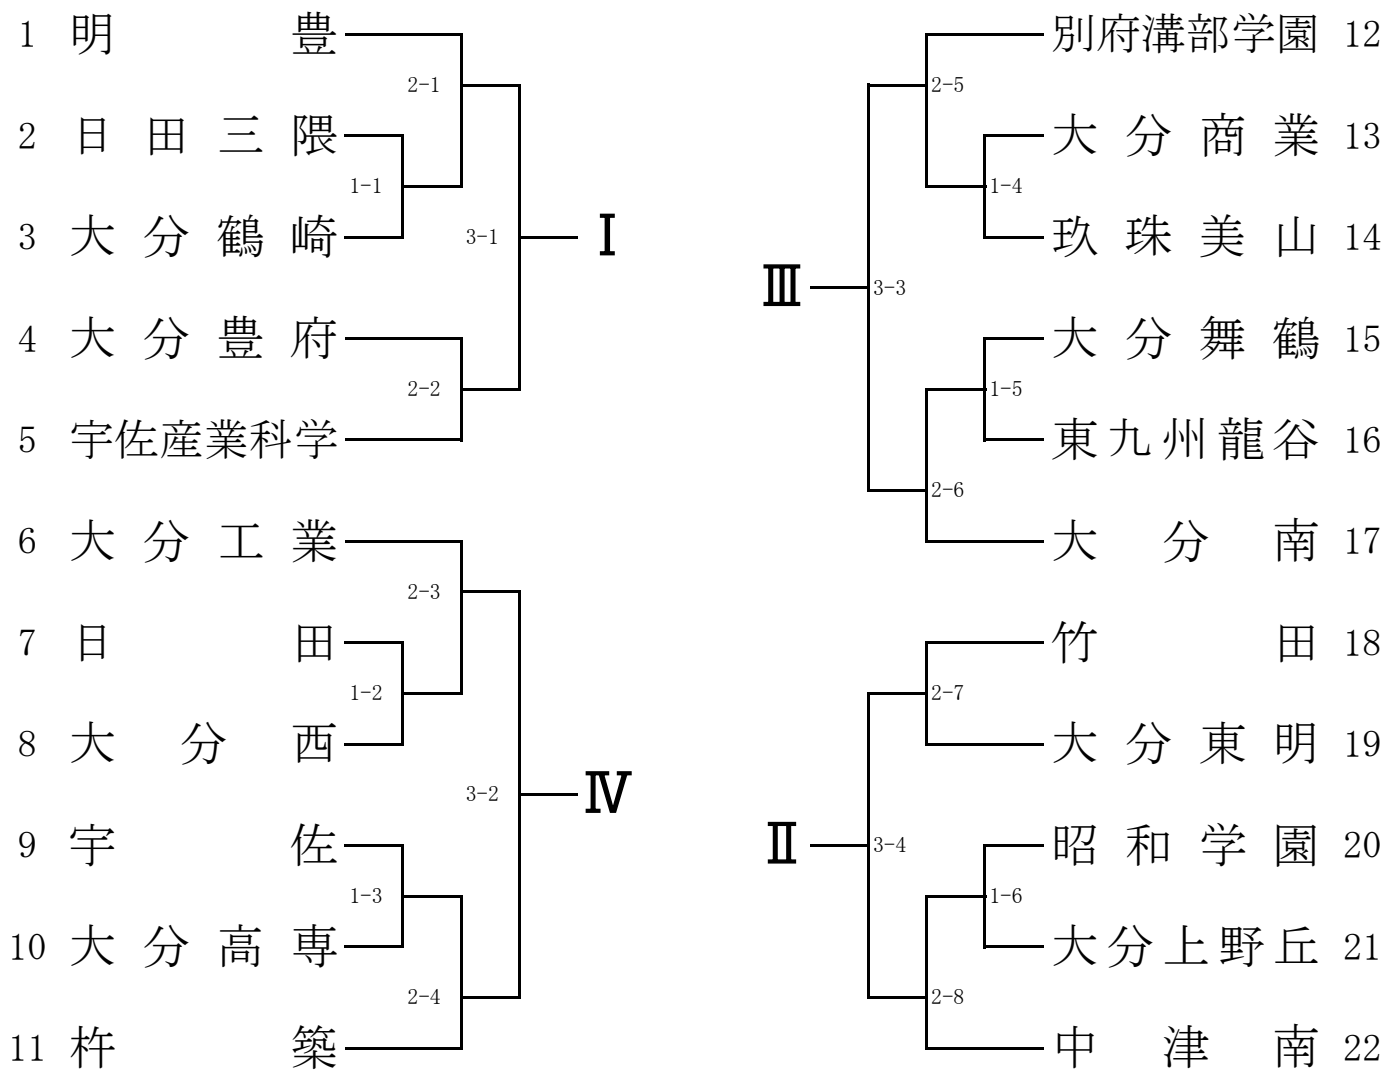 1 明豊
2-1
2 日田三隈
1-1
3 大分鶴崎
3-1
Ⅰ
4 大分豊府
2-2
5 宇佐産業科学
6 大分工業
2-3
7 日田
1-2
8 大分西
3-2
Ⅳ
9 宇佐
1-3
10 大分高専
2-4
11 杵築
別府溝部学園 12
2-5
大分商業 13
1-4
玖珠美山 14
Ⅲ
3-3
大分舞鶴 15
1-5
東九州龍谷 16
2-6
大分南 17
竹田 18
2-7
大分東明 19
Ⅱ
3-4
昭和学園 20
1-6
大分上野丘 21
2-8
中津南 22